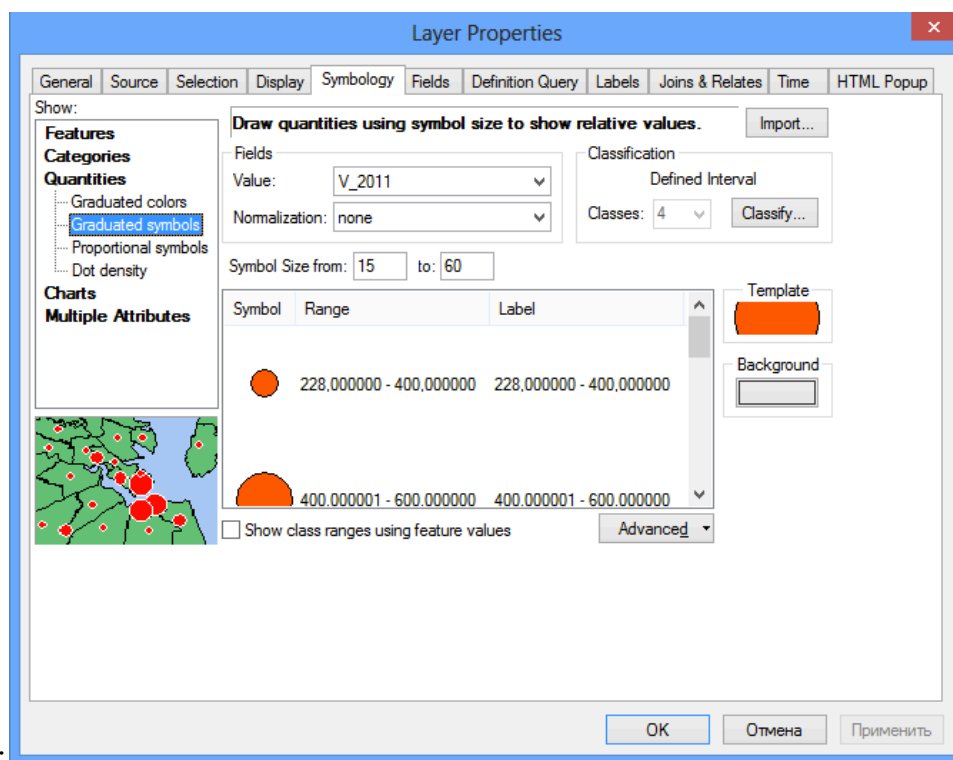 Layer Properties
×
General Source Selection Display Symbology Fields Definition Query Labels Joins & Relates Time HTML Popup
Show:
Features
Categories
Quantities
Graduated colors
Graduated symbols
Proportional symbols
Dot density
Charts
Multiple Attributes
Draw quantities using symbol size to show relative values.
Import...
Fields
Value: V_2011
Normalization: none
Classification
Defined Interval
Classes: 4 Classify...
Symbol Size from: 15 to: 60
Symbol Range Label
228,000000 - 400,000000 228,000000 - 400,000000
400.000001 - 600.000000 400.000001 - 600.000000
Template
Background
Show class ranges using feature values
Advanced
OK Отмена Применить
.